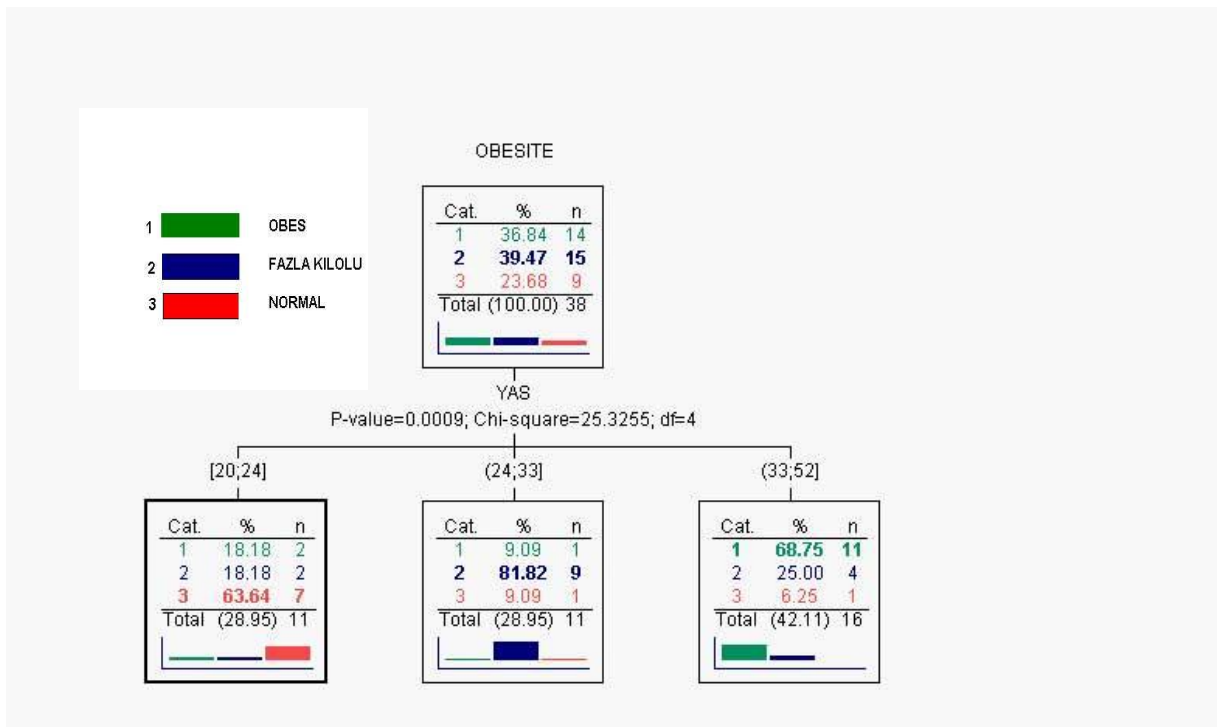 OBESITE
1 OBES
2 FAZLA KILOLU
3 NORMAL
Cat. % n
1 36.84 14
2 39.47 15
3 23.68 9
Total (100.00) 38
YAS
P-value=0.0009; Chi-square=25.3255; df=4
[20;24]
Cat. % n
1 18.18 2
2 18.18 2
3 63.64 7
Total (28.95) 11
(24;33]
Cat. % n
1 9.09 1
2 81.82 9
3 9.09 1
Total (28.95) 11
(33;52]
Cat. % n
1 68.75 11
2 25.00 4
3 6.25 1
Total (42.11) 16